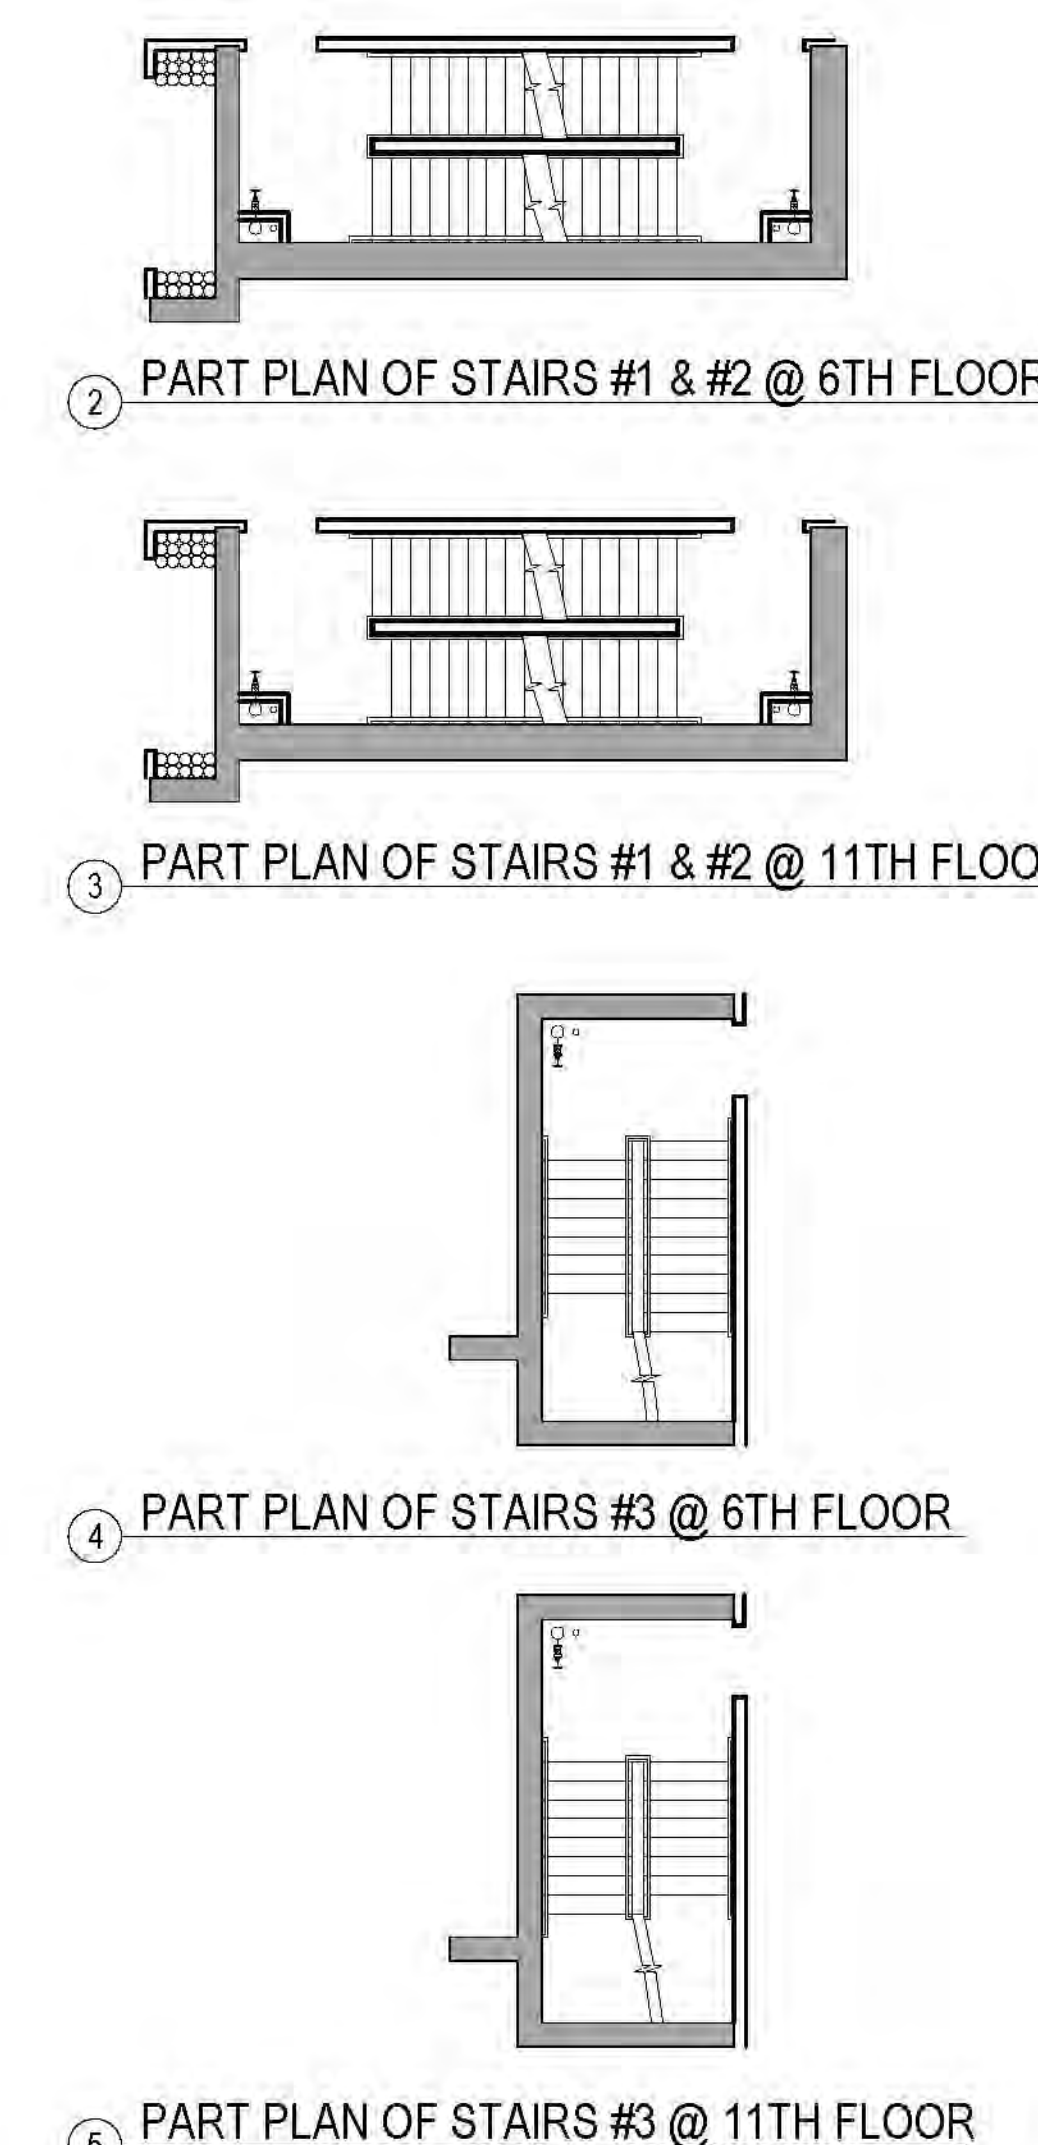 2 PART PLAN OF STAIRS #1 & #2 @ 6TH FLOOR
3 PART PLAN OF STAIRS #1 & #2 @ 11TH FLOO
4 PART PLAN OF STAIRS #3 @ 6TH FLOOR
5 PART PLAN OF STAIRS #3 @ 11TH FLOOR